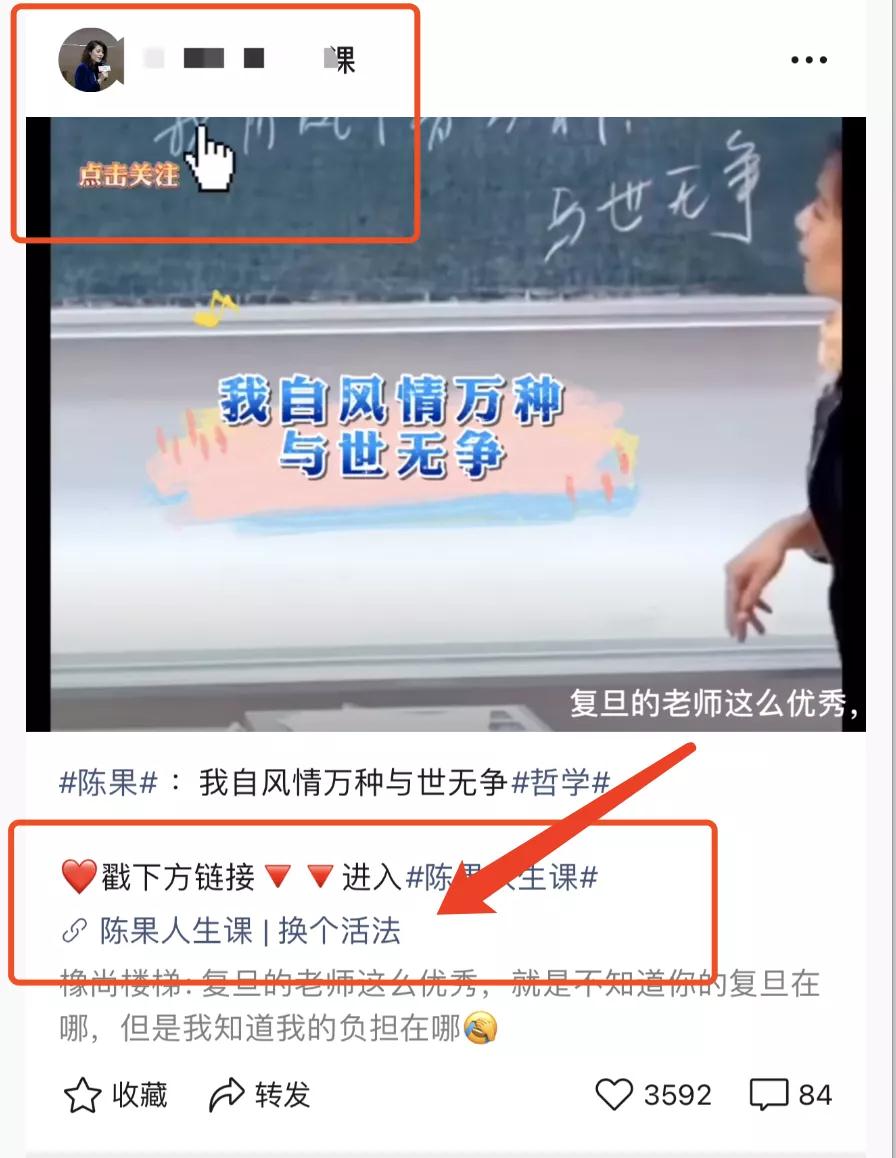 课
点击关注
与世无争
我自风情万种
与世无争
复旦的老师这么优秀，
#陈果#： 我自风情万种与世无争#哲学#
❤️戳下方链接🔻🔻进入#陈果人生课#
陈果人生课 | 换个活法
橡尚楼梯: 复旦的老师这么优秀，就是不知道你的复旦在
哪，但是我知道我的负担在哪🤣
收藏 转发 3592 84